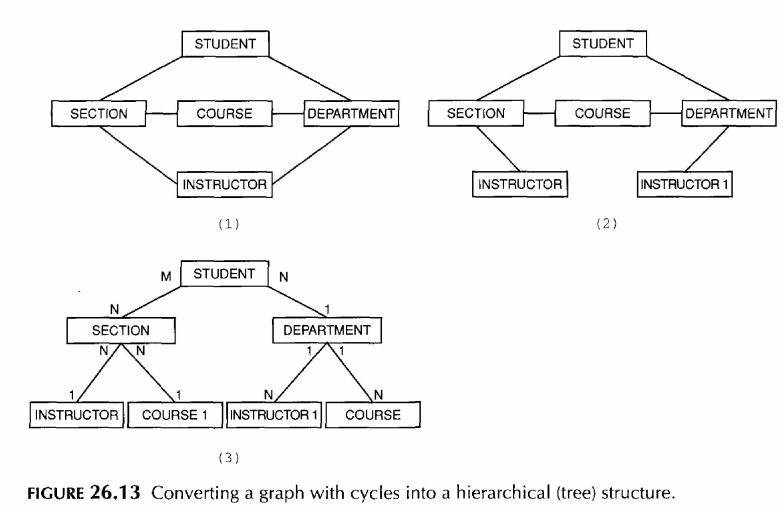 STUDENT STUDENT
SECTION COURSE DEPARTMENT SECTION COURSE DEPARTMENT
INSTRUCTOR INSTRUCTOR INSTRUCTOR 1
(1) (2)
M STUDENT N
N 1
SECTION DEPARTMENT
N N 1 1
1 1 N N
INSTRUCTOR COURSE 1 INSTRUCTOR 1 COURSE
(3)
FIGURE 26.13 Converting a graph with cycles into a hierarchical (tree) structure.